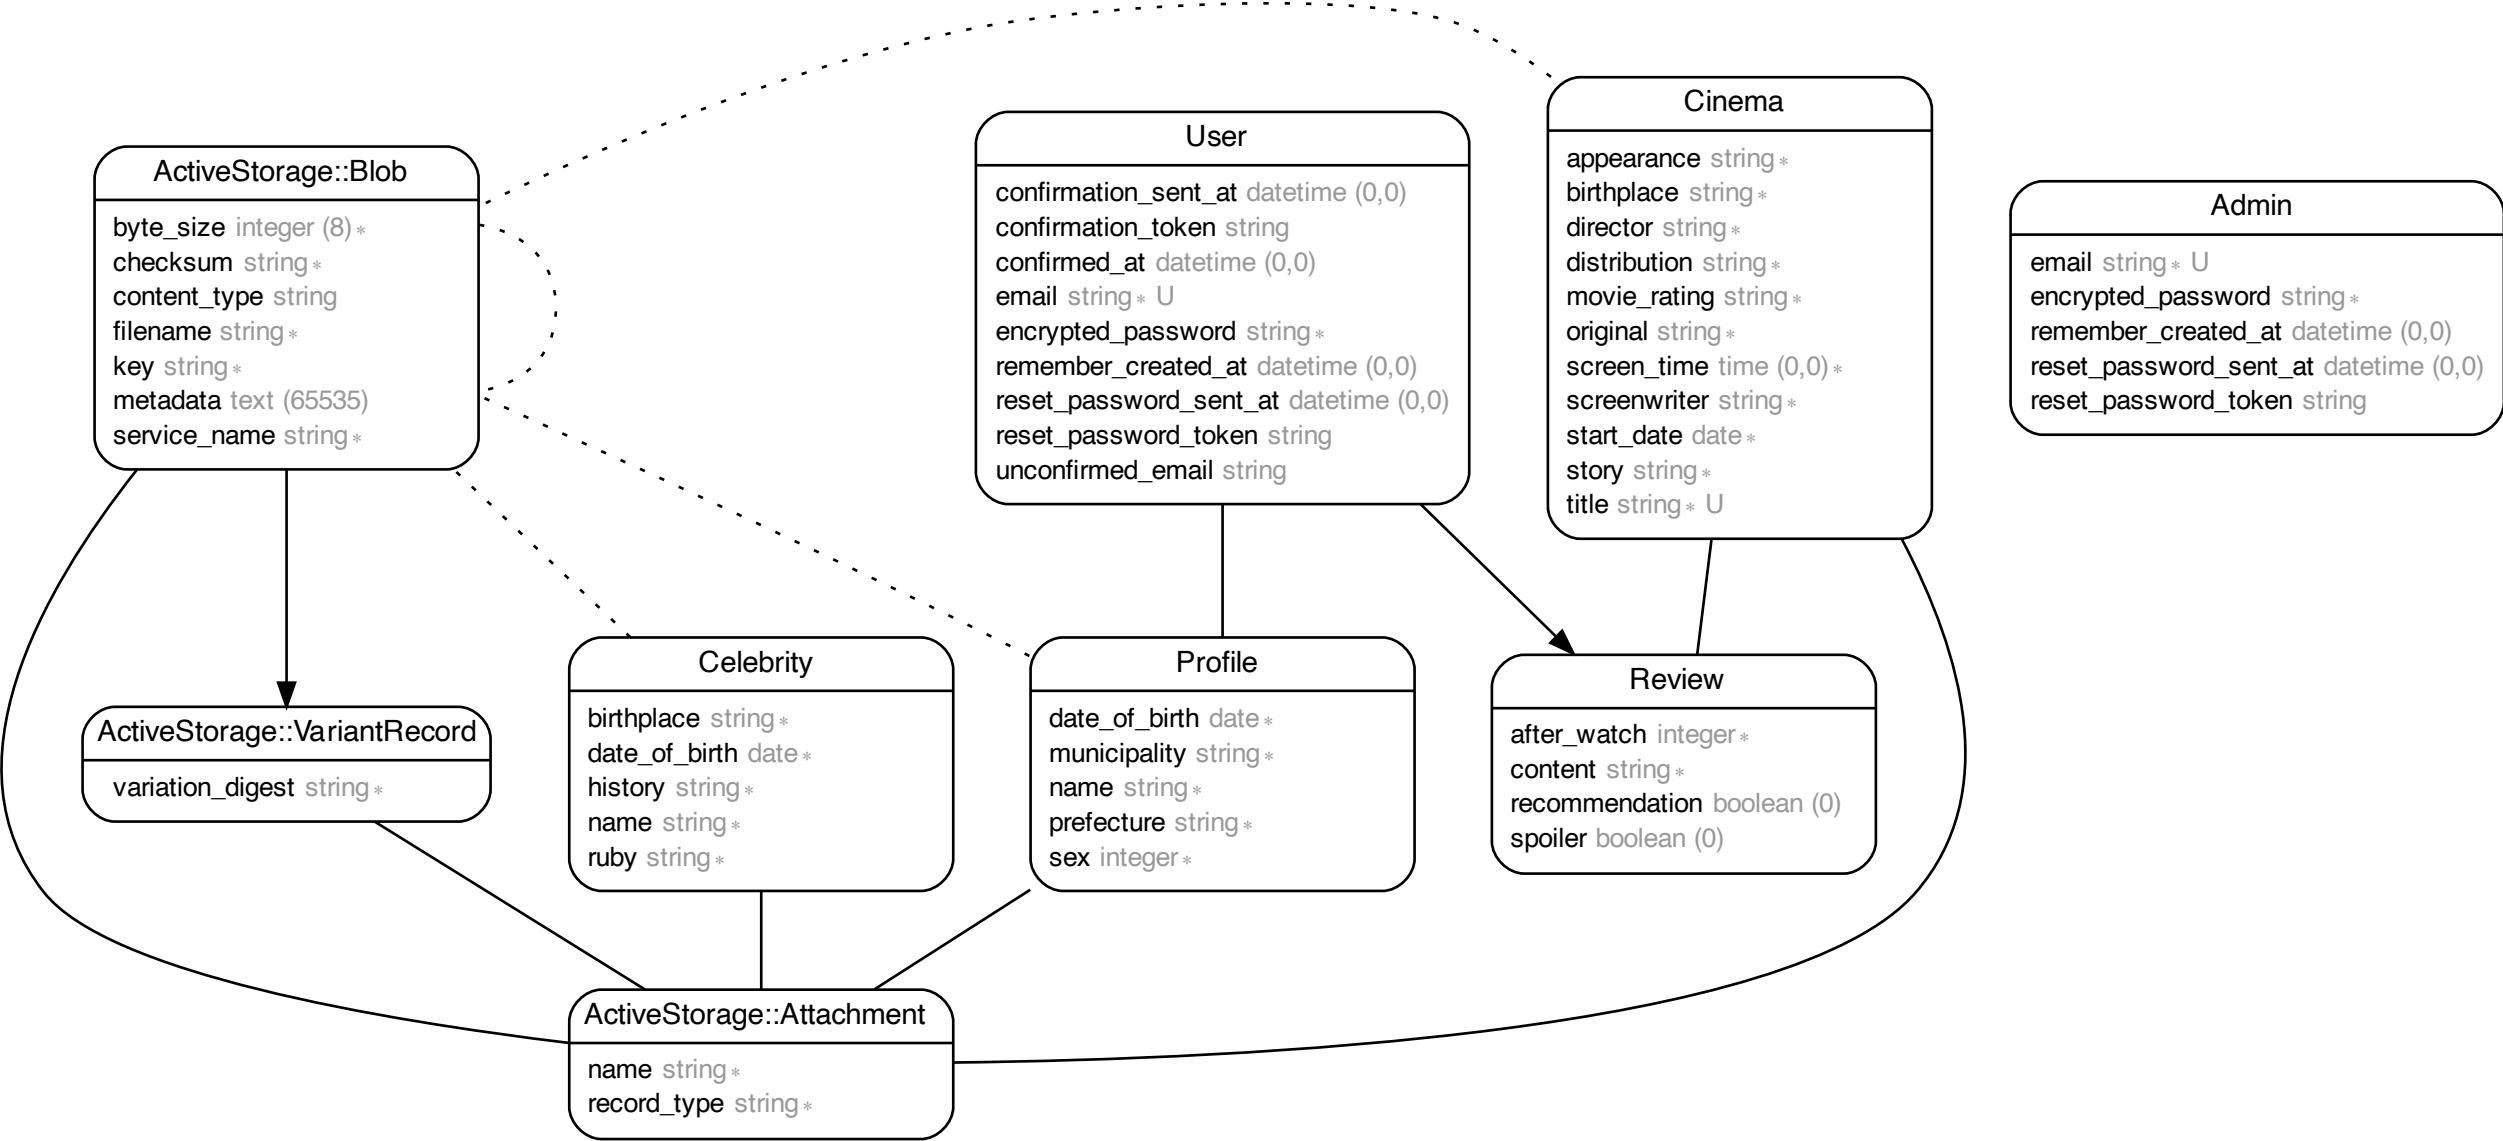 ActiveStorage::Blob
byte_size integer (8) *
checksum string *
content_type string
filename string *
key string *
metadata text (65535)
service_name string *
User
confirmation_sent_at datetime (0,0)
confirmation_token string
confirmed_at datetime (0,0)
email string * U
encrypted_password string *
remember_created_at datetime (0,0)
reset_password_sent_at datetime (0,0)
reset_password_token string
unconfirmed_email string
Cinema
appearance string *
birthplace string *
director string *
distribution string *
movie_rating string *
original string *
screen_time time (0,0) *
screenwriter string *
start_date date *
story string *
title string * U
Admin
email string * U
encrypted_password string *
remember_created_at datetime (0,0)
reset_password_sent_at datetime (0,0)
reset_password_token string
ActiveStorage::VariantRecord
variation_digest string *
Celebrity
birthplace string *
date_of_birth date *
history string *
name string *
ruby string *
Profile
date_of_birth date *
municipality string *
name string *
prefecture string *
sex integer *
Review
after_watch integer *
content string *
recommendation boolean (0)
spoiler boolean (0)
ActiveStorage::Attachment
name string *
record_type string *